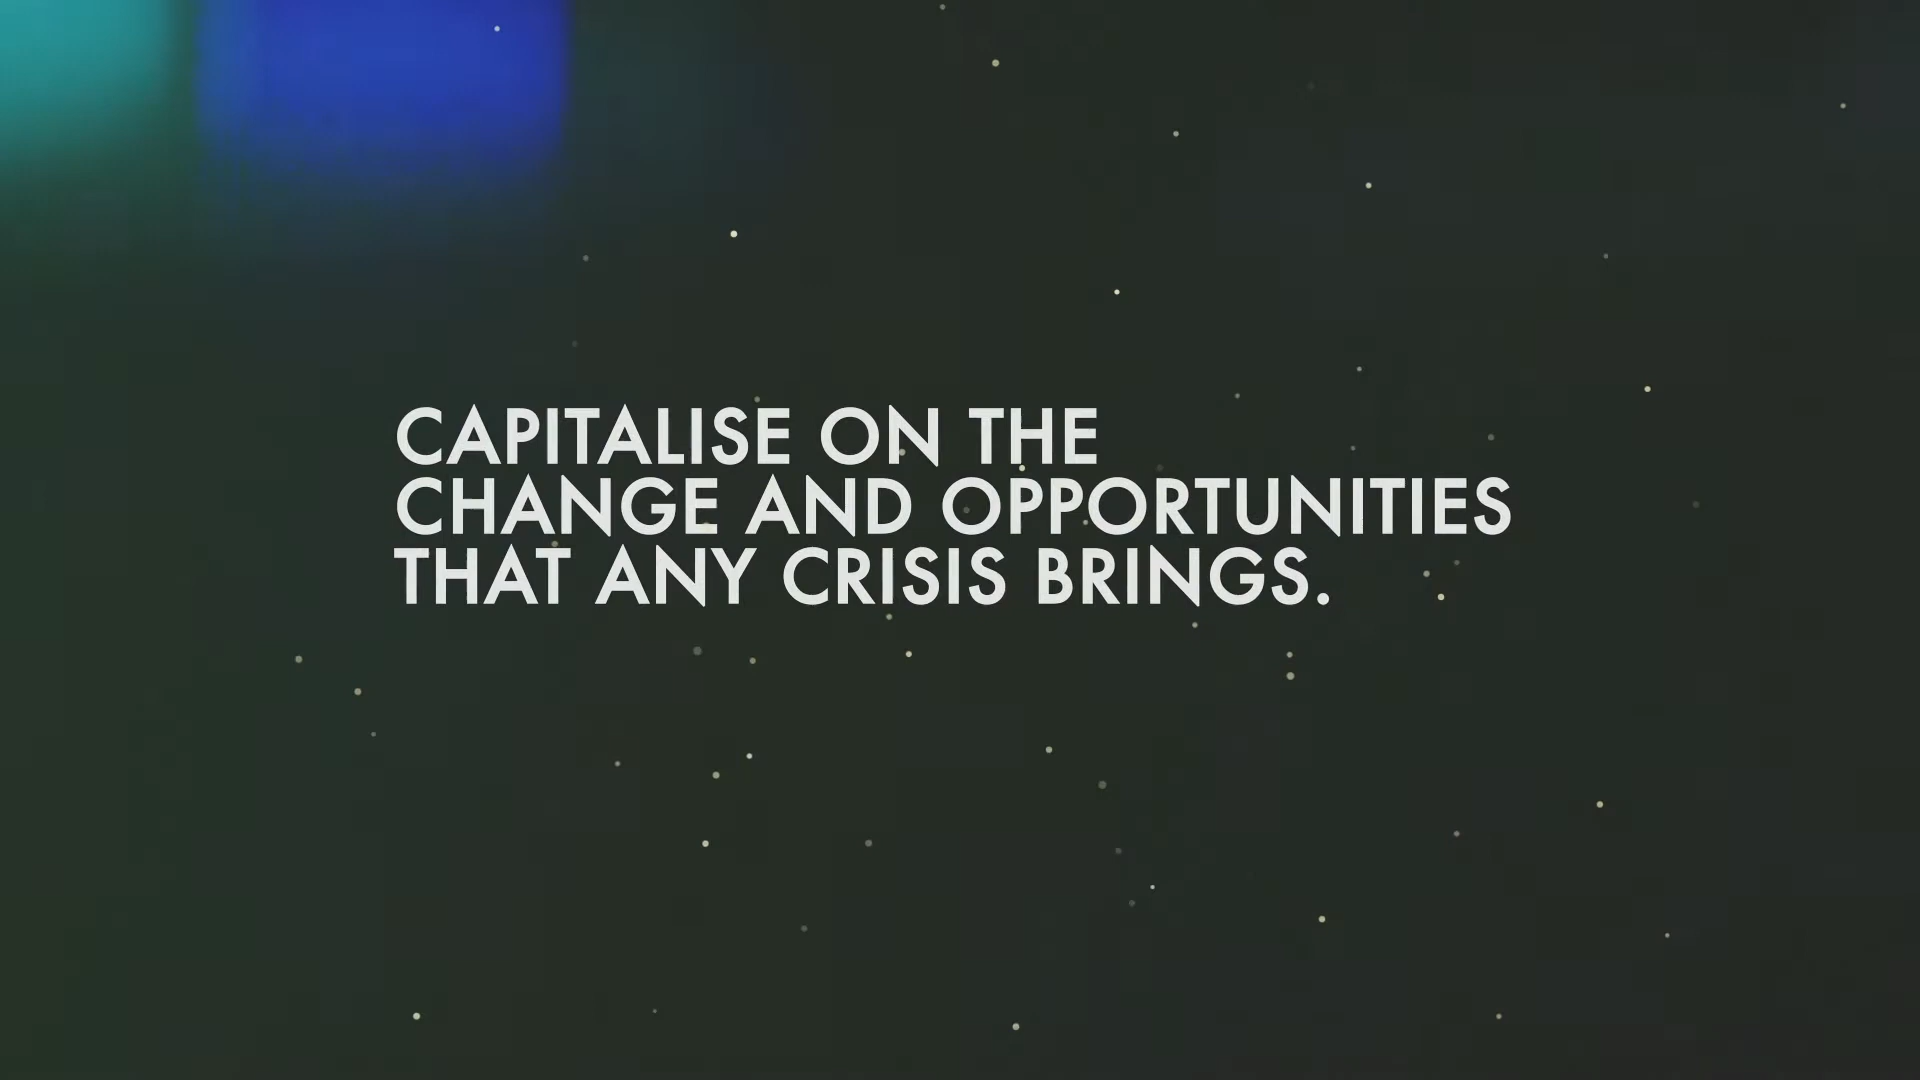 CAPITALISE ON THE
CHANGE AND OPPORTUNITIES
THAT ANY CRISIS BRINGS.